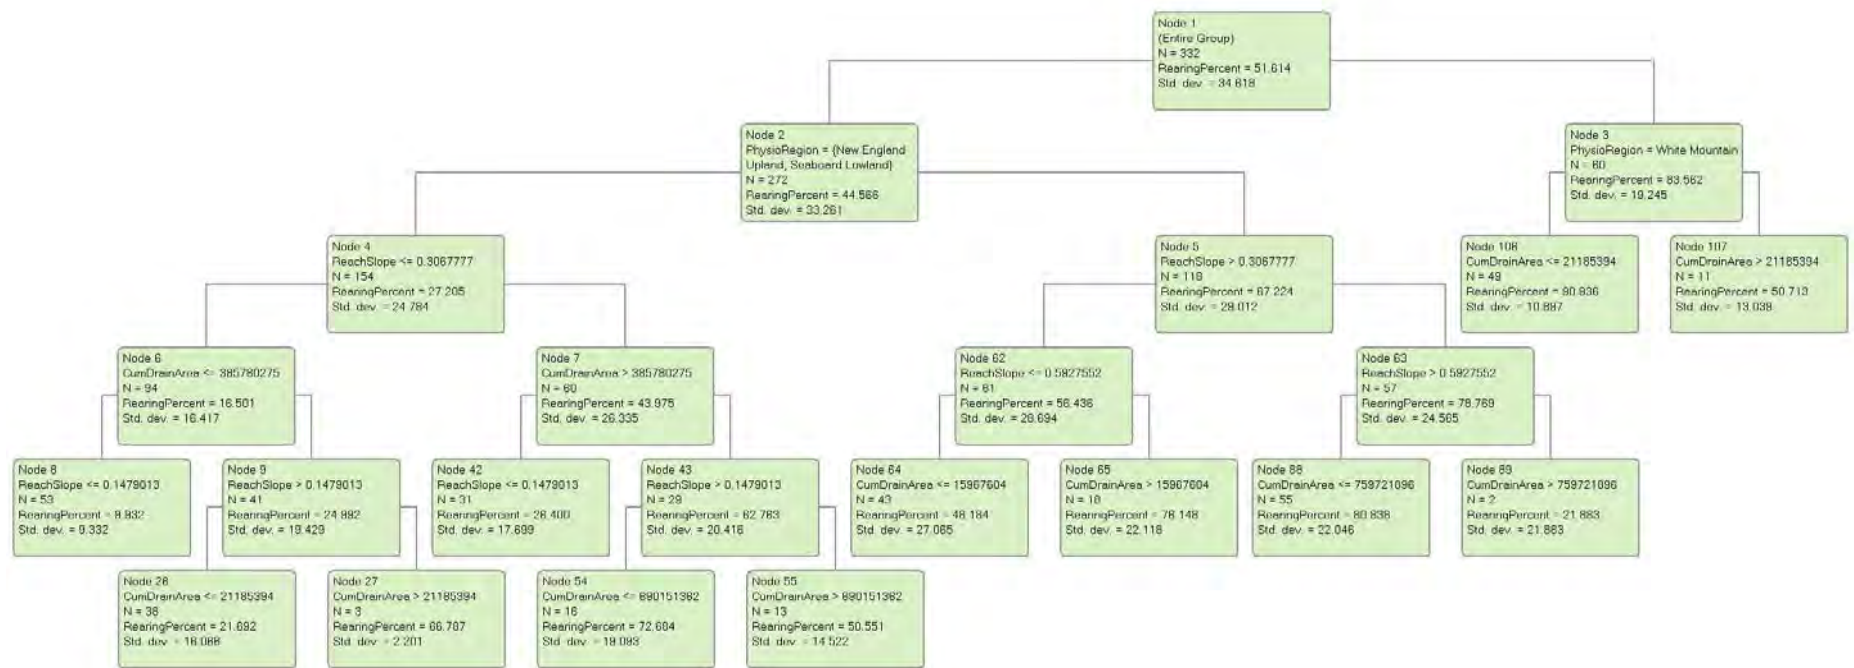 Node 1
(Entire Group)
N = 332
RearingPercent = 51.614
Std. dev. = 34.618
Node 2
PhysioRegion = {New England
Upland, Seaboard Lowland}
N = 272
RearingPercent = 44.566
Std. dev. = 33.261
Node 3
PhysioRegion = White Mountain
N = 60
RearingPercent = 83.562
Std. dev. = 19.245
Node 4
ReachSlope <= 0.3067777
N = 154
RearingPercent = 27.205
Std. dev. = 24.784
Node 5
ReachSlope > 0.3067777
N = 118
RearingPercent = 67.224
Std. dev. = 28.012
Node 106
CumDrainArea <= 21185394
N = 49
RearingPercent = 90.936
Std. dev. = 10.887
Node 107
CumDrainArea > 21185394
N = 11
RearingPercent = 50.713
Std. dev. = 13.038
Node 6
CumDrainArea <= 385780275
N = 94
RearingPercent = 16.501
Std. dev. = 16.417
Node 7
CumDrainArea > 385780275
N = 60
RearingPercent = 43.975
Std. dev. = 26.335
Node 62
ReachSlope <= 0.5927552
N = 61
RearingPercent = 56.436
Std. dev. = 26.694
Node 63
ReachSlope > 0.5927552
N = 57
RearingPercent = 78.769
Std. dev. = 24.565
Node 8
ReachSlope <= 0.1479013
N = 53
RearingPercent = 9.932
Std. dev. = 9.332
Node 9
ReachSlope > 0.1479013
N = 41
RearingPercent = 24.992
Std. dev. = 19.429
Node 42
ReachSlope <= 0.1479013
N = 31
RearingPercent = 26.400
Std. dev. = 17.699
Node 43
ReachSlope > 0.1479013
N = 29
RearingPercent = 62.763
Std. dev. = 20.416
Node 64
CumDrainArea <= 15967604
N = 43
RearingPercent = 48.184
Std. dev. = 27.065
Node 65
CumDrainArea > 15967604
N = 18
RearingPercent = 76.148
Std. dev. = 22.118
Node 88
CumDrainArea <= 759721096
N = 55
RearingPercent = 80.838
Std. dev. = 22.046
Node 89
CumDrainArea > 759721096
N = 2
RearingPercent = 21.883
Std. dev. = 21.883
Node 26
CumDrainArea <= 21185394
N = 38
RearingPercent = 21.692
Std. dev. = 16.088
Node 27
CumDrainArea > 21185394
N = 3
RearingPercent = 66.787
Std. dev. = 2.201
Node 54
CumDrainArea <= 690151382
N = 16
RearingPercent = 72.684
Std. dev. = 19.093
Node 55
CumDrainArea > 690151382
N = 13
RearingPercent = 50.551
Std. dev. = 14.522